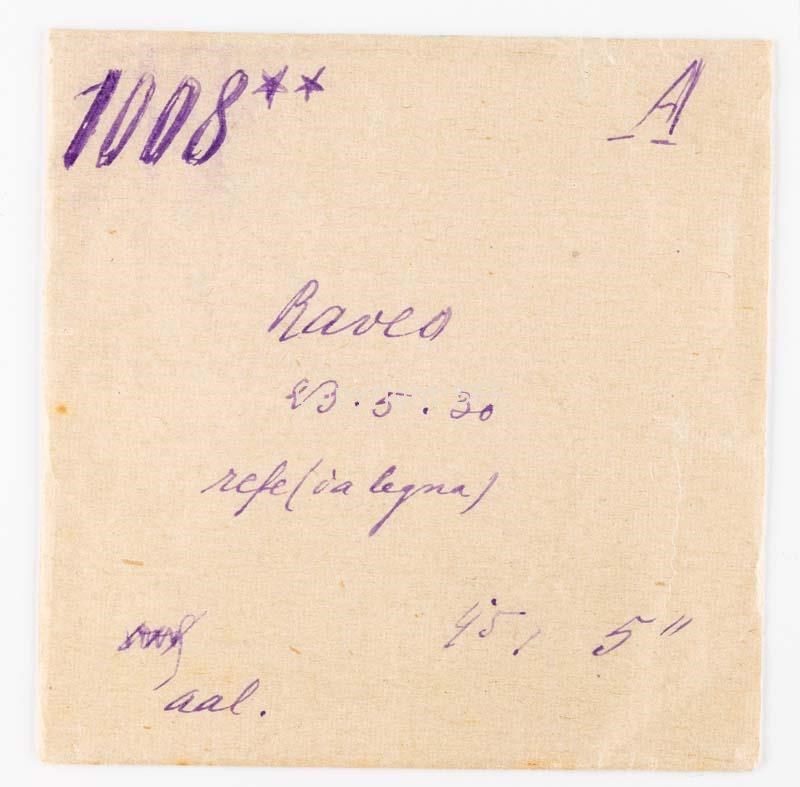 1008** A
Raveo
23.5.30
refe (da legna)
45, 5"
aal.